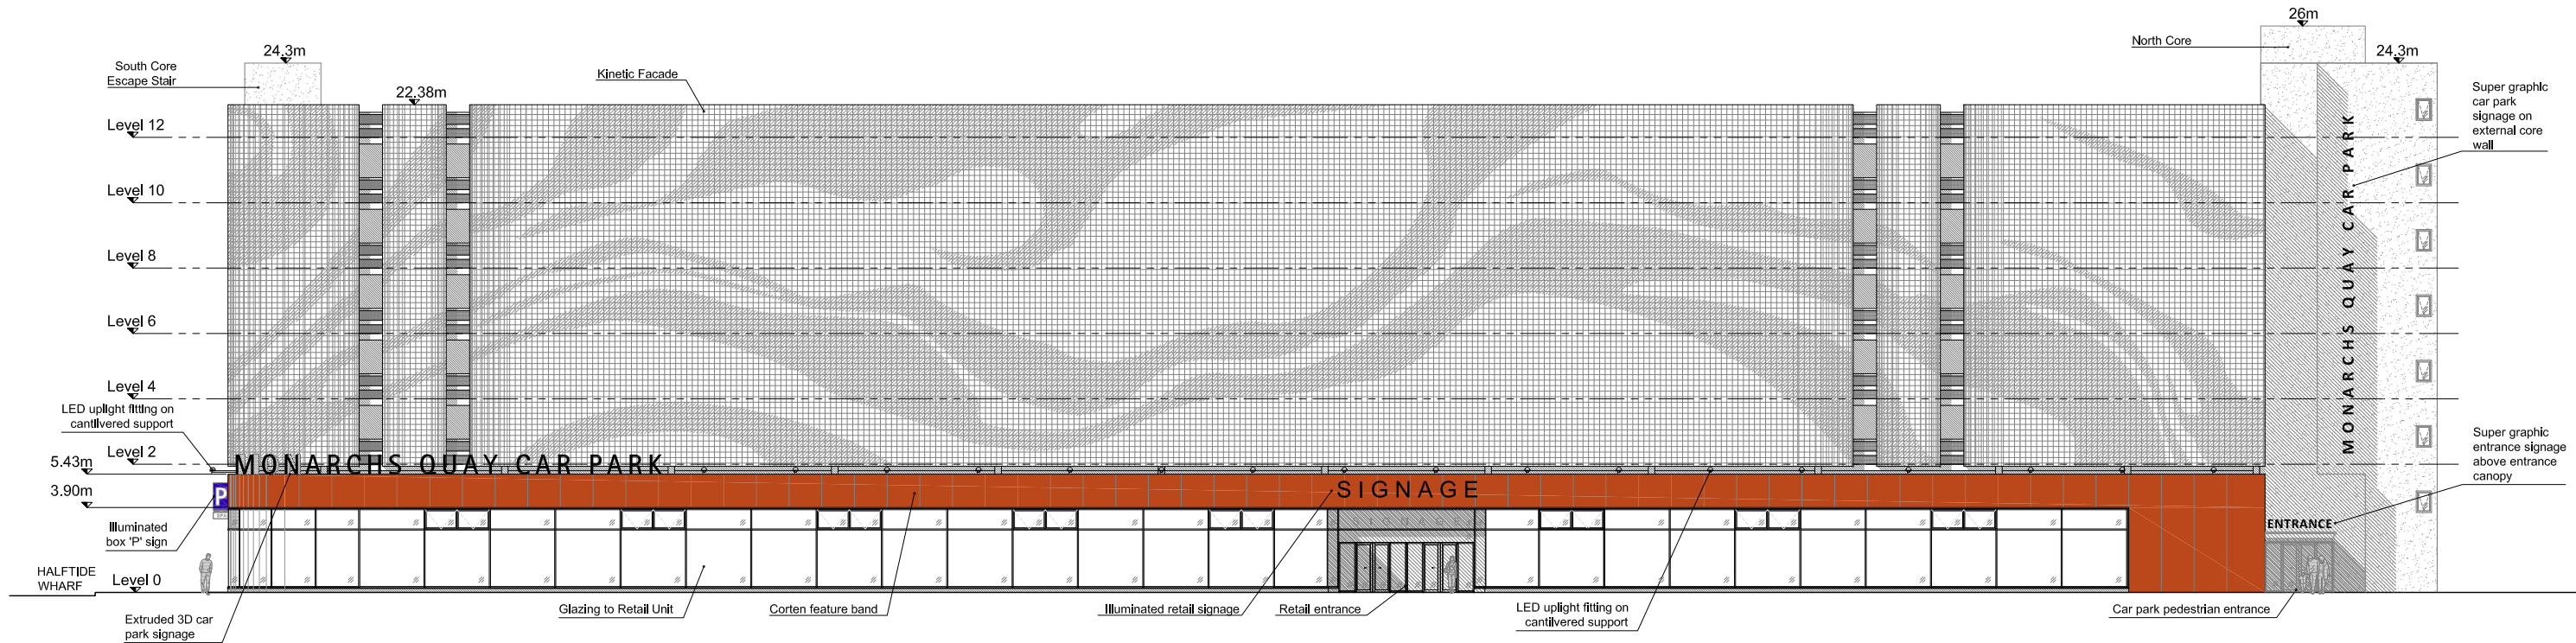 26m
24.3m
North Core
24.3m
South Core
Escape Stair
Kinetic Facade
22.38m
Super graphic
car park
signage on
external core
wall
Level 12
Level 10
Level 8
Level 6
Level 4
Level 2
MONARCHS QUAY CAR PARK
LED uplight fitting on
cantilvered support
Super graphic
entrance signage
above entrance
canopy
MONARCHS QUAY CAR PARK
5.43m
3.90m
P
SIGNAGE
ENTRANCE
Illuminated
box 'P' sign
HALFTIDE
WHARF
Level 0
Extruded 3D car
park signage
Glazing to Retail Unit
Corten feature band
Illuminated retail signage
Retail entrance
LED uplight fitting on
cantilvered support
Car park pedestrian entrance